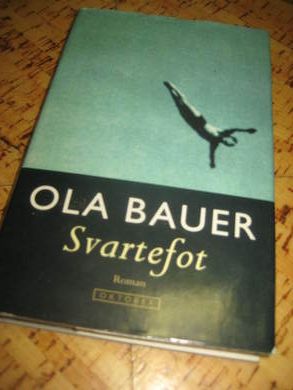 OLA BAUER
Svartefot
Roman
OKTOBER